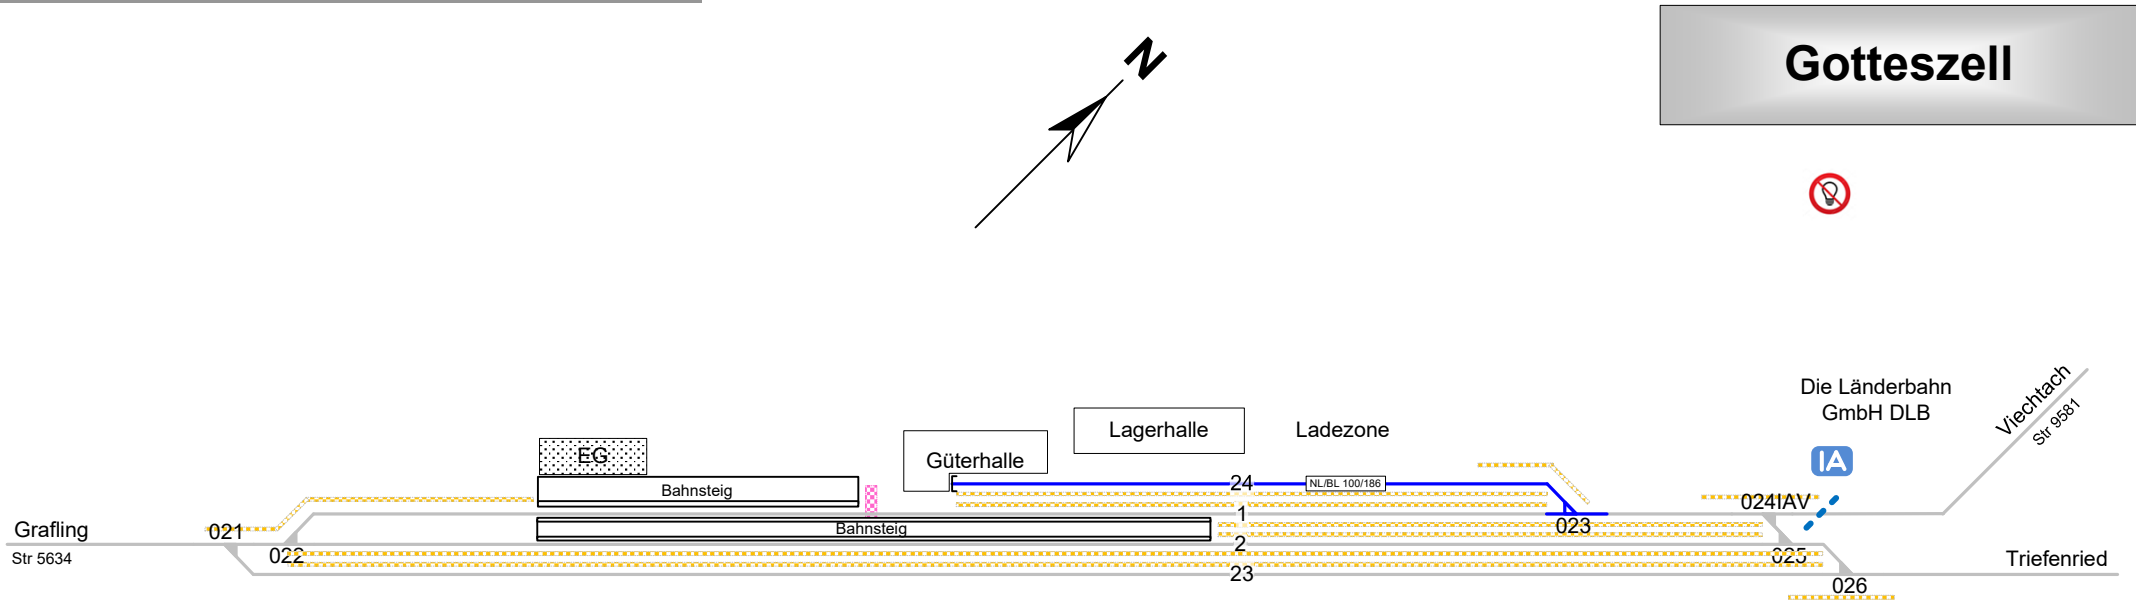 Gotteszell
N
Die Länderbahn
GmbH DLB
Viechtach
Str 9581
IA
EG
Güterhalle
Lagerhalle
Ladezone
Bahnsteig
24
NL/BL 100/186
024IAV
1
023
Grafling
021
Bahnsteig
2
Str 5634
022
025
Triefenried
23
026